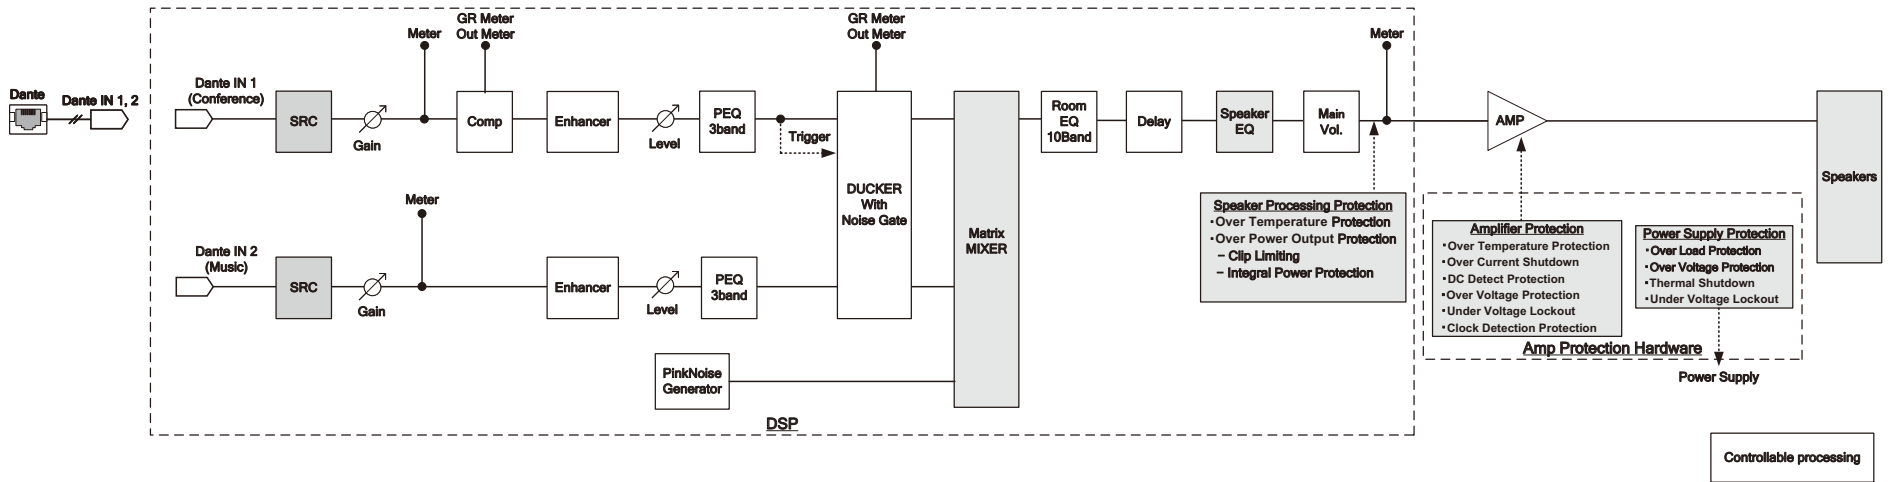 GR Meter
Out Meter
Meter
GR Meter
Out Meter
Meter
Dante
Dante IN 1, 2
Dante IN 1
(Conference)
SRC
Gain
Comp
Enhancer
Level
PEQ
3band
Trigger
DUCKER
With
Noise Gate
Matrix
MIXER
Room
EQ
10Band
Delay
Speaker
EQ
Main
Vol.
AMP
Speakers
Meter
Dante IN 2
(Music)
SRC
Gain
Enhancer
Level
PEQ
3band
PinkNoise
Generator
DSP
Speaker Processing Protection
・Over Temperature Protection
・Over Power Output Protection
– Clip Limiting
– Integral Power Protection
Amplifier Protection
・Over Temperature Protection
・Over Current Shutdown
・DC Detect Protection
・Over Voltage Protection
・Under Voltage Lockout
・Clock Detection Protection
Power Supply Protection
・Over Load Protection
・Over Voltage Protection
・Thermal Shutdown
・Under Voltage Lockout
Amp Protection Hardware
Power Supply
Controllable processing